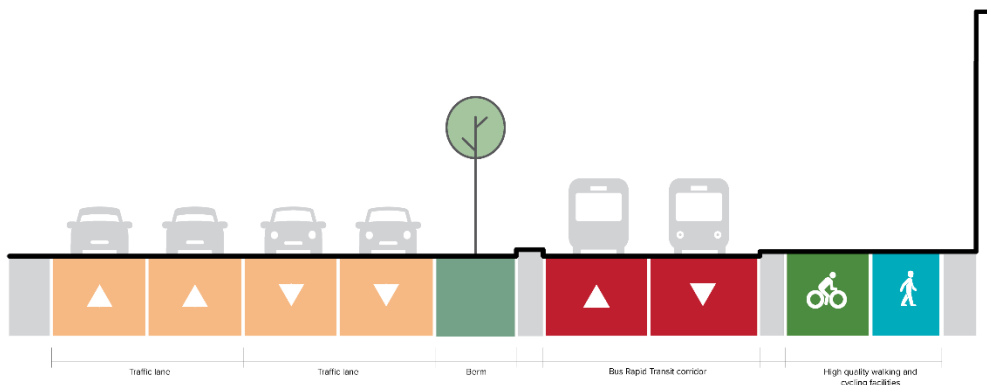 Traffic lane
Traffic lane
Berm
Bus Rapid Transit corridor
High quality walking and
cycling facilities